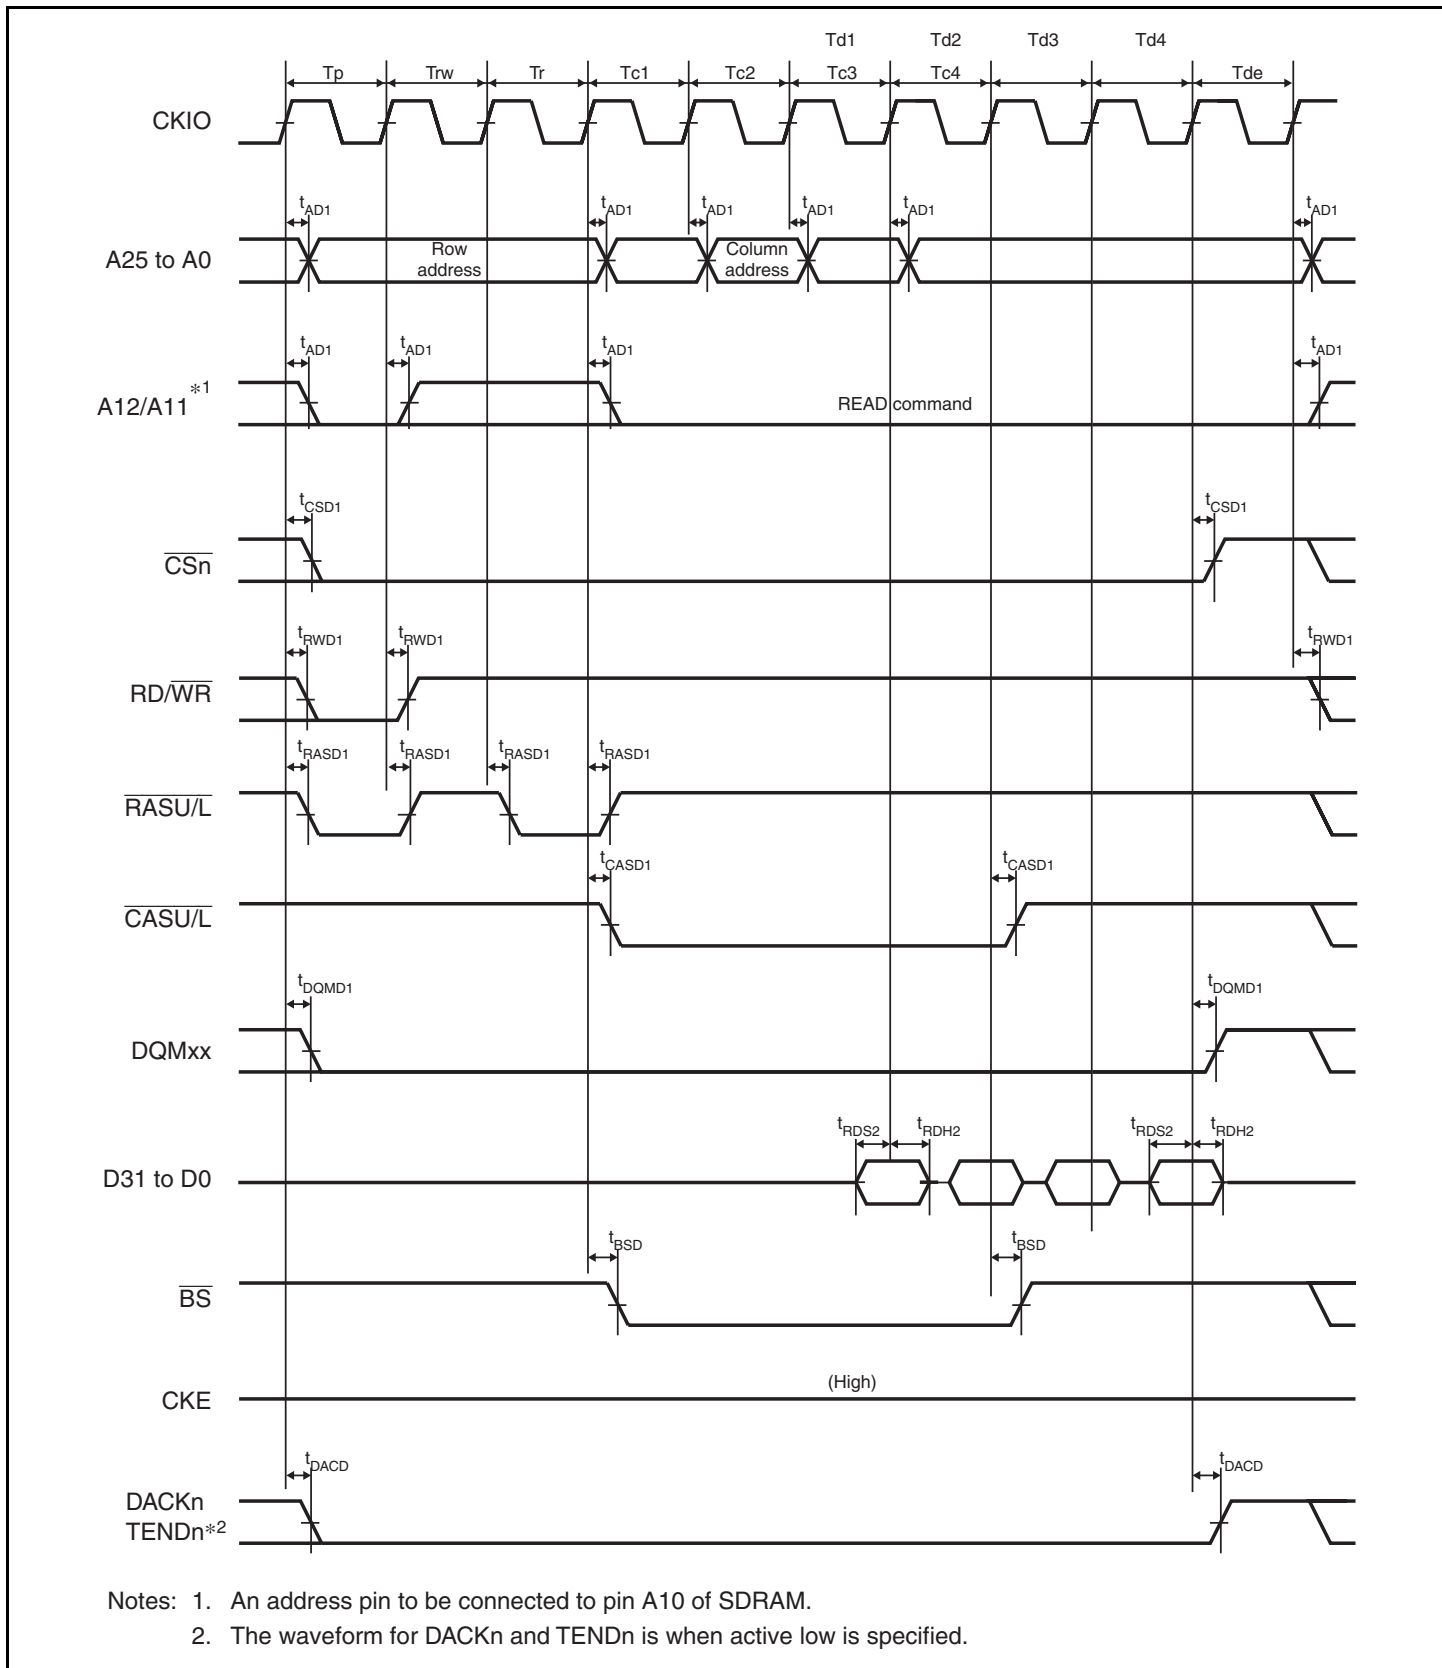 Td1 Td2 Td3 Td4
Tp Trw Tr Tc1 Tc2 Tc3 Tc4 Tde
CKIO
tAD1 tAD1 tAD1 tAD1 tAD1 tAD1
A25 to A0
Row address
Column address
tAD1 tAD1 tAD1 tAD1
A12/A11*1
READ command
tCSD1 tCSD1
CSn
tRWD1 tRWD1 tRWD1
RD/WR
tRASD1 tRASD1 tRASD1 tRASD1
RASU/L
tCASD1 tCASD1
CASU/L
tDQMD1 tDQMD1
DQMxx
tRDS2 tRDH2 tRDS2 tRDH2
D31 to D0
tBSD tBSD
BS
(High)
CKE
tDACD tDACD
DACKn
TENDn*2
Notes: 1. An address pin to be connected to pin A10 of SDRAM.
2. The waveform for DACKn and TENDn is when active low is specified.